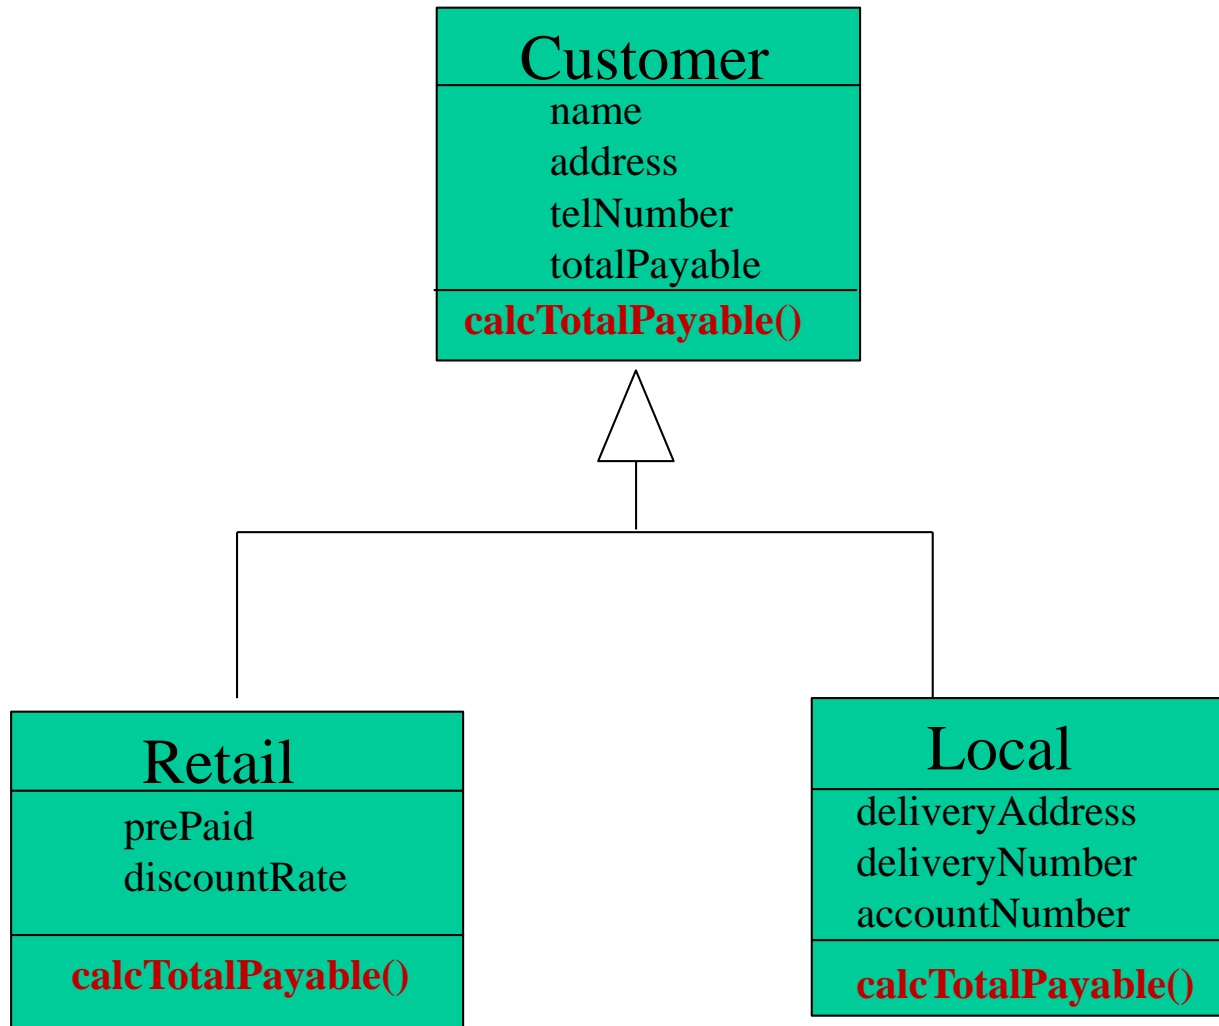 Customer
name
address
telNumber
totalPayable
calcTotalPayable()
Retail
prePaid
discountRate
calcTotalPayable()
Local
deliveryAddress
deliveryNumber
accountNumber
calcTotalPayable()